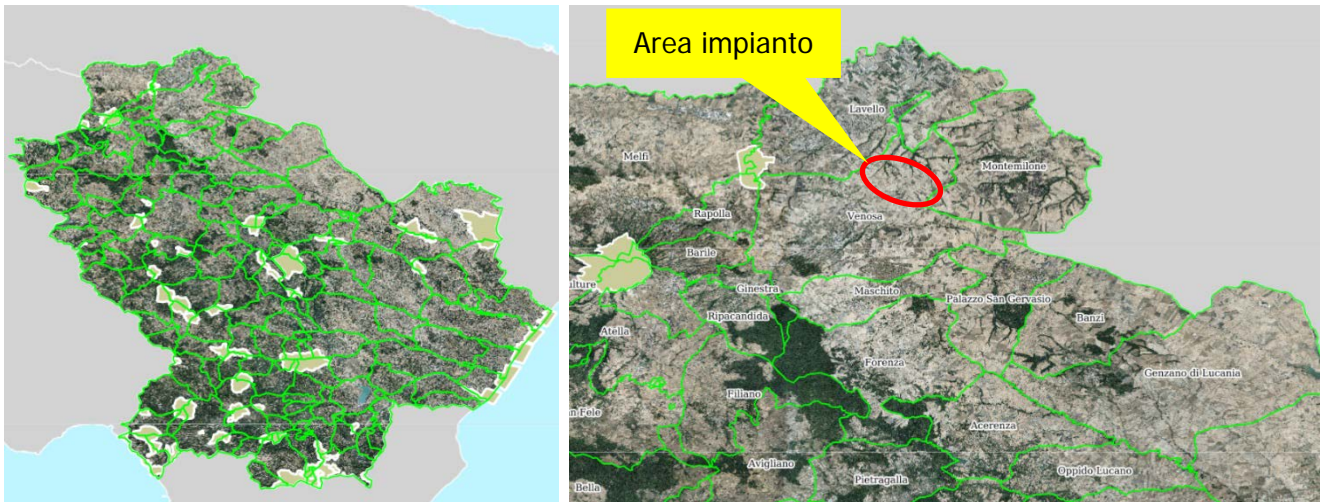 Area impianto
Lavello
Melfi
Montemilone
Rapolla
Venosa
Barile
ulture
Ginestra
Maschito
Palazzo San Gervasio
Ripacandida
Banzi
Atella
Forenza
Genzano di Lucania
Filiano
an Fele
Acerenza
Avigliano
Oppido Lucano
Pietragalla
Bella